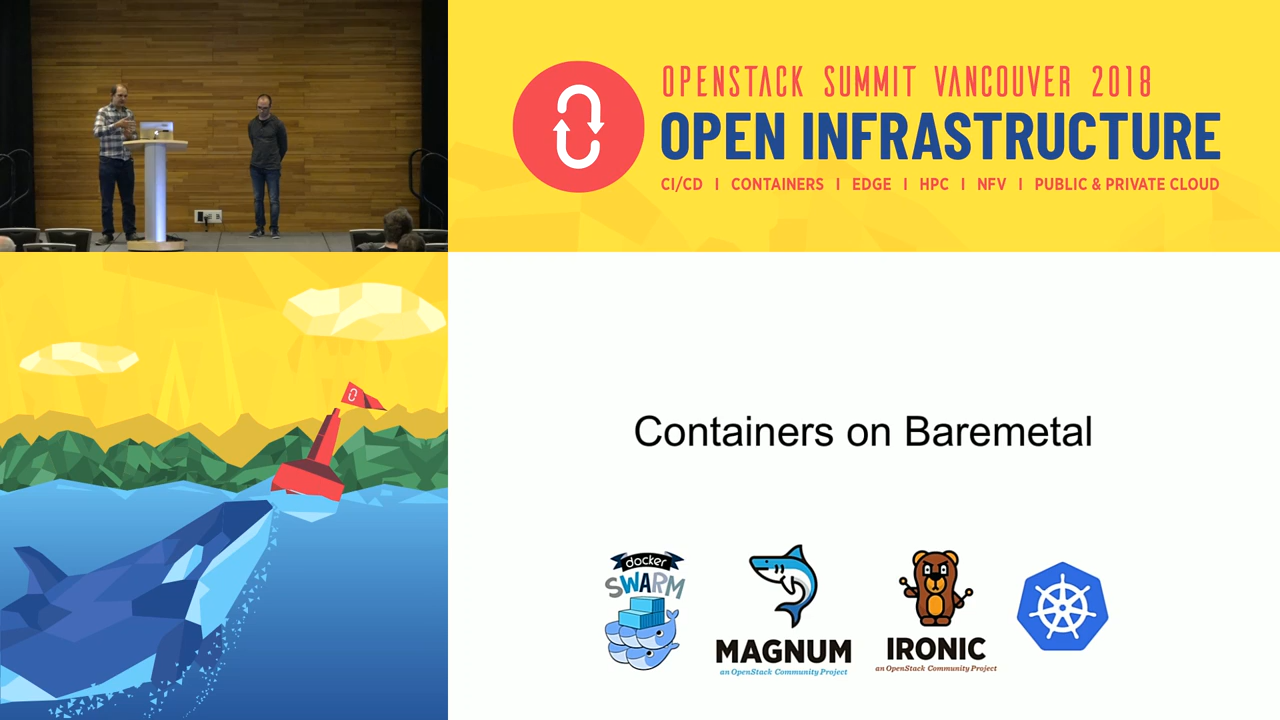 OPENSTACK SUMMIT VANCOUVER 2018
OPEN INFRASTRUCTURE
CI/CD | CONTAINERS | EDGE | HPC | NFV | PUBLIC & PRIVATE CLOUD
Containers on Baremetal
docker
SWARM
MAGNUM
an OpenStack Community Project
IRONIC
an OpenStack Community Project